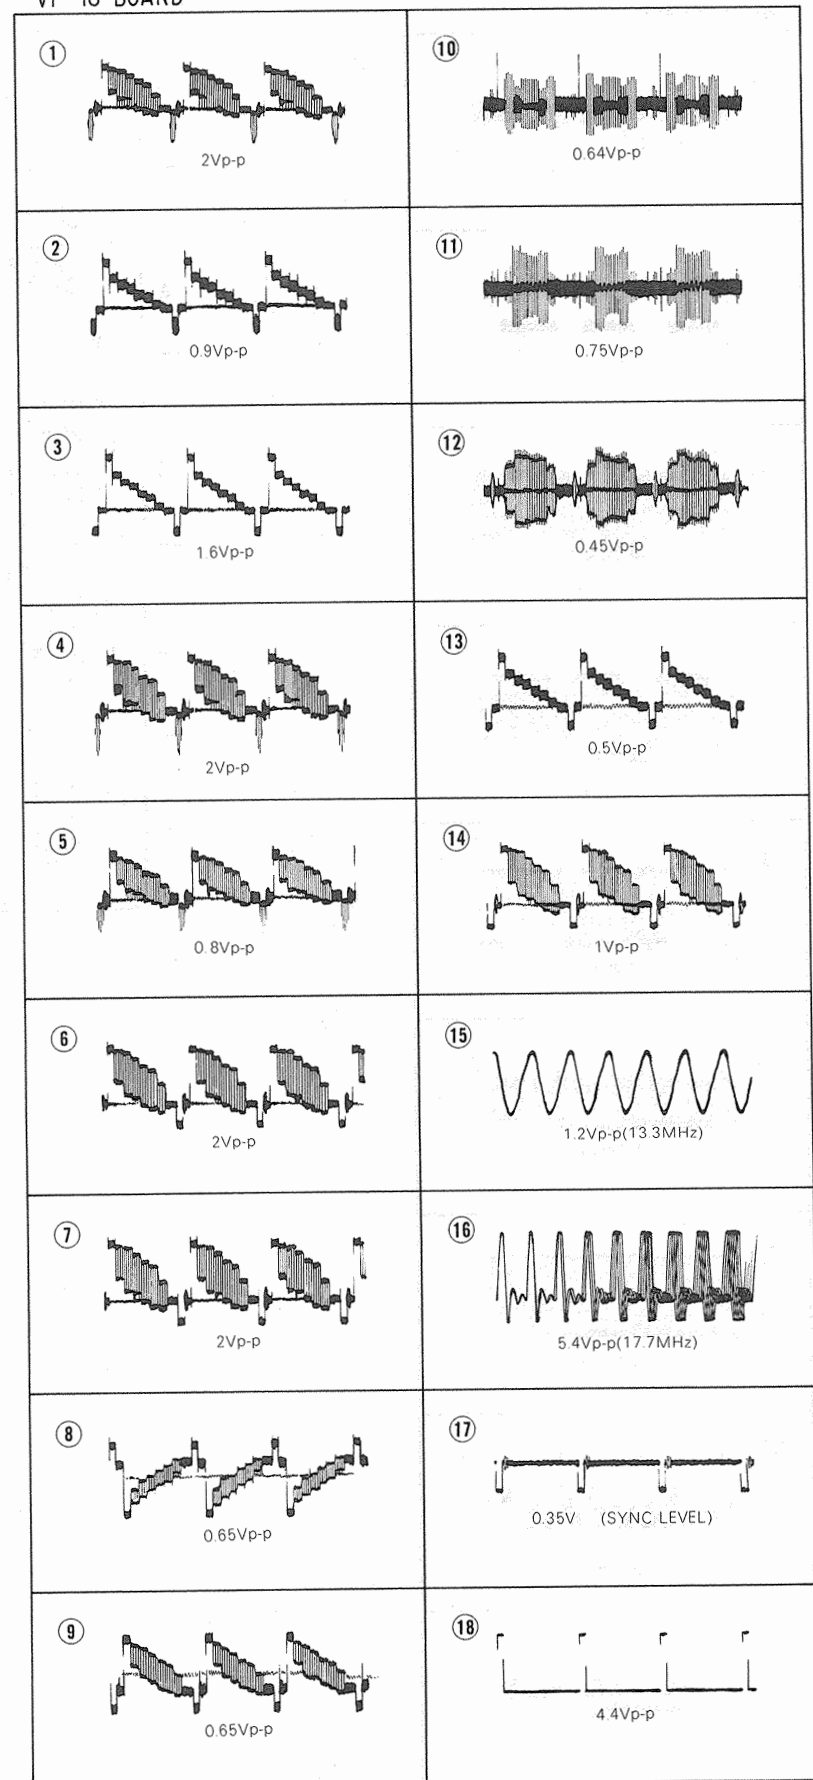 BOARD
①
2Vp-p
②
0.9Vp-p
③
1.6Vp-p
④
2Vp-p
⑤
0.8Vp-p
⑥
2Vp-p
⑦
2Vp-p
⑧
0.65Vp-p
⑨
0.65Vp-p
⑩
0.64Vp-p
⑪
0.75Vp-p
⑫
0.45Vp-p
⑬
0.5Vp-p
⑭
1Vp-p
⑮
1.2Vp-p(13.3MHz)
⑯
5.4Vp-p(17.7MHz)
⑰
0.35V (SYNC LEVEL)
⑱
4.4Vp-p